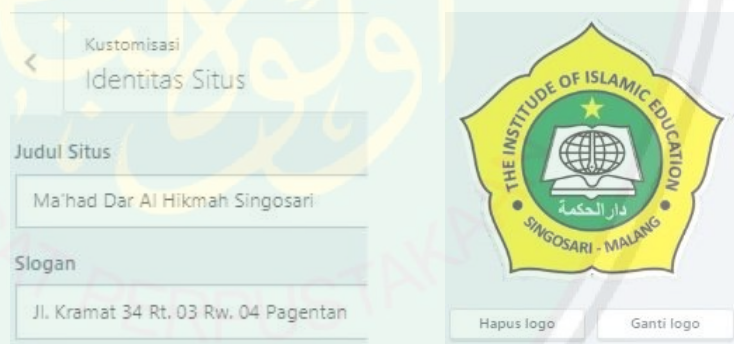 Kustomisasi
Identitas Situs
Judul Situs
Ma'had Dar Al Hikmah Singosari
Slogan
Jl. Kramat 34 Rt. 03 Rw. 04 Pagentan
THE INSTITUDE OF ISLAMIC EDUCATION
دار الحكمة
SINGOSARI - MALANG
Hapus logo
Ganti logo